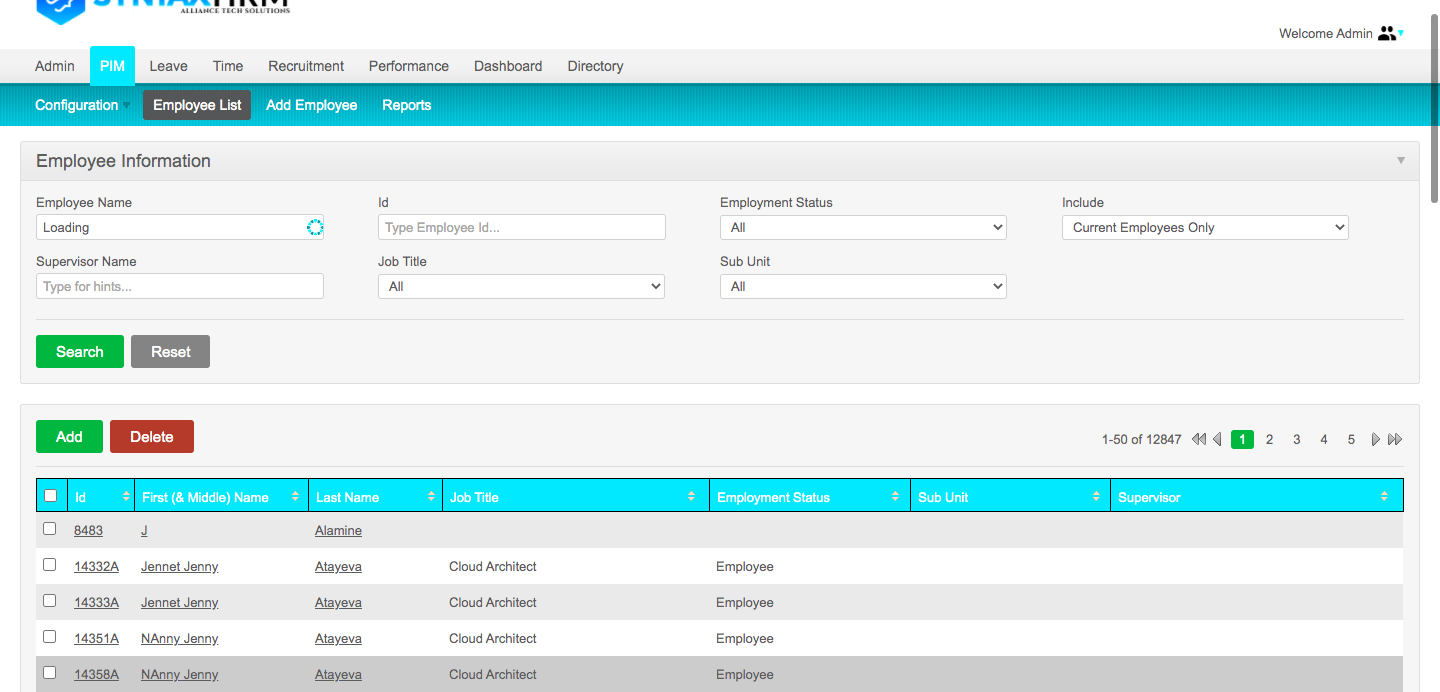 SYNTAXHRM
ALLIANCE TECH SOLUTIONS
Welcome Admin
Admin PIM Leave Time Recruitment Performance Dashboard Directory
Configuration Employee List Add Employee Reports
Employee Information
Employee Name Id Employment Status Include
Loading Type Employee Id... All Current Employees Only
Supervisor Name Job Title Sub Unit
Type for hints... All All
Search Reset
Add Delete 1-50 of 12847 1 2 3 4 5
Id First (& Middle) Name Last Name Job Title Employment Status Sub Unit Supervisor
8483 J Alamine
14332A Jennet Jenny Atayeva Cloud Architect Employee
14333A Jennet Jenny Atayeva Cloud Architect Employee
14351A NAnny Jenny Atayeva Cloud Architect Employee
14358A NAnny Jenny Atayeva Cloud Architect Employee